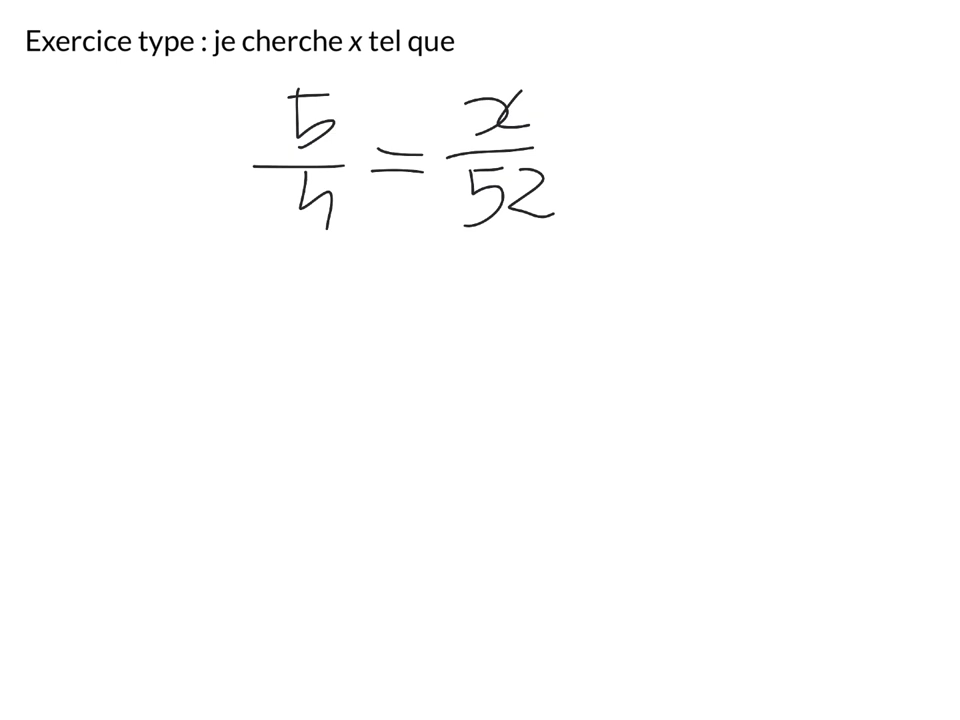 Exercice type : je cherche x tel que
5/4 = x/52